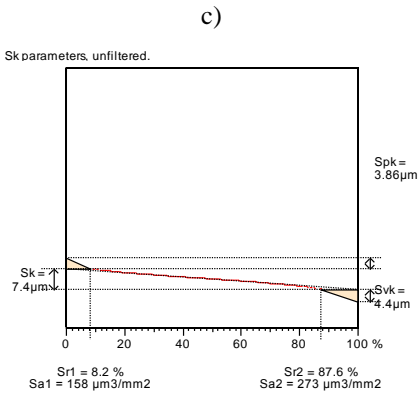 c)
Sk parameters, unfiltered.
Spk =
3.86µm
Sk =
7.4µm
Svk =
4.4µm
0 20 40 60 80 100 %
Sr1 = 8.2 % Sr2 = 87.6 %
Sa1 = 158 µm3/mm2 Sa2 = 273 µm3/mm2